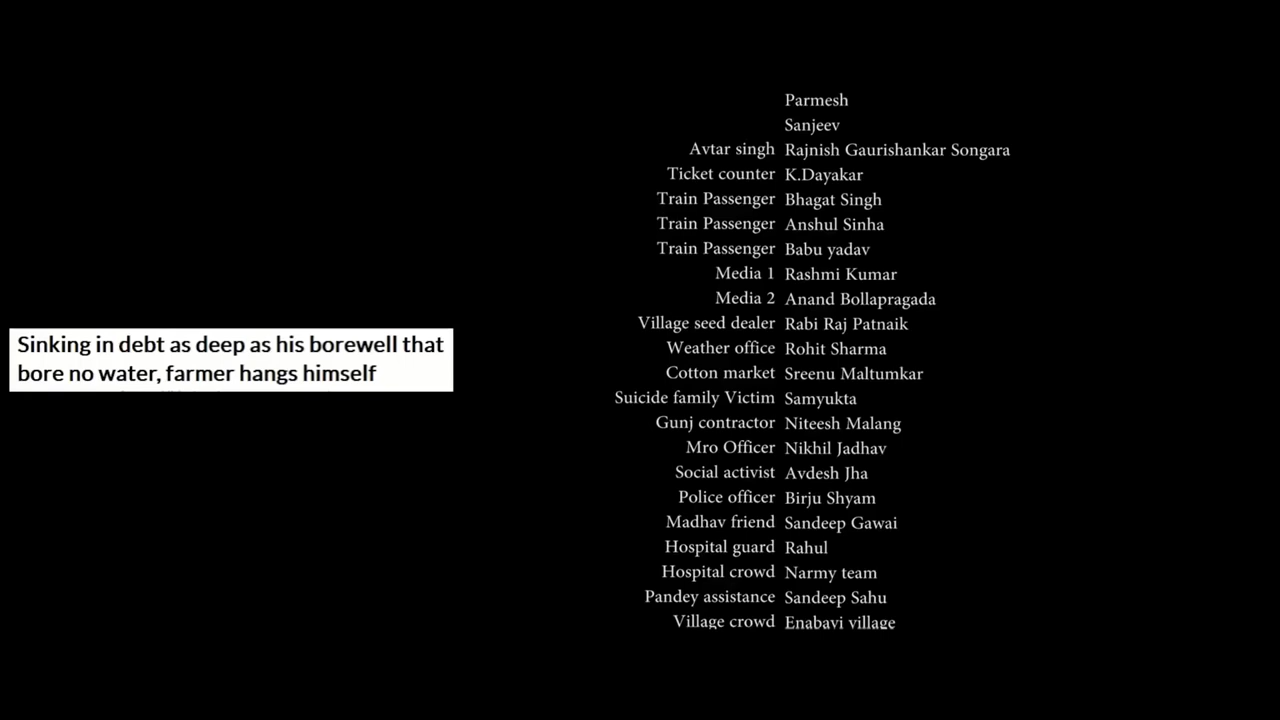 Sinking in debt as deep as his borewell that
bore no water, farmer hangs himself
Parmesh
Sanjeev
Avtar singh Rajnish Gaurishankar Songara
Ticket counter K.Dayakar
Train Passenger Bhagat Singh
Train Passenger Anshul Sinha
Train Passenger Babu yadav
Media 1 Rashmi Kumar
Media 2 Anand Bollapragada
Village seed dealer Rabi Raj Patnaik
Weather office Rohit Sharma
Cotton market Sreenu Maltumkar
Suicide family Victim Samyukta
Gunj contractor Niteesh Malang
Mro Officer Nikhil Jadhav
Social activist Avdesh Jha
Police officer Birju Shyam
Madhav friend Sandeep Gawai
Hospital guard Rahul
Hospital crowd Narmy team
Pandey assistance Sandeep Sahu
Village crowd Enabavi village